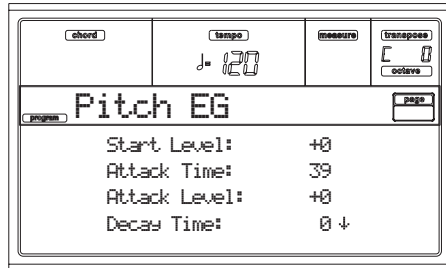 chord tempo measure transpose
♩= 120 C 0
octave
program Pitch EG page
Start Level: +0
Attack Time: 39
Attack Level: +0
Decay Time: 0 ↓